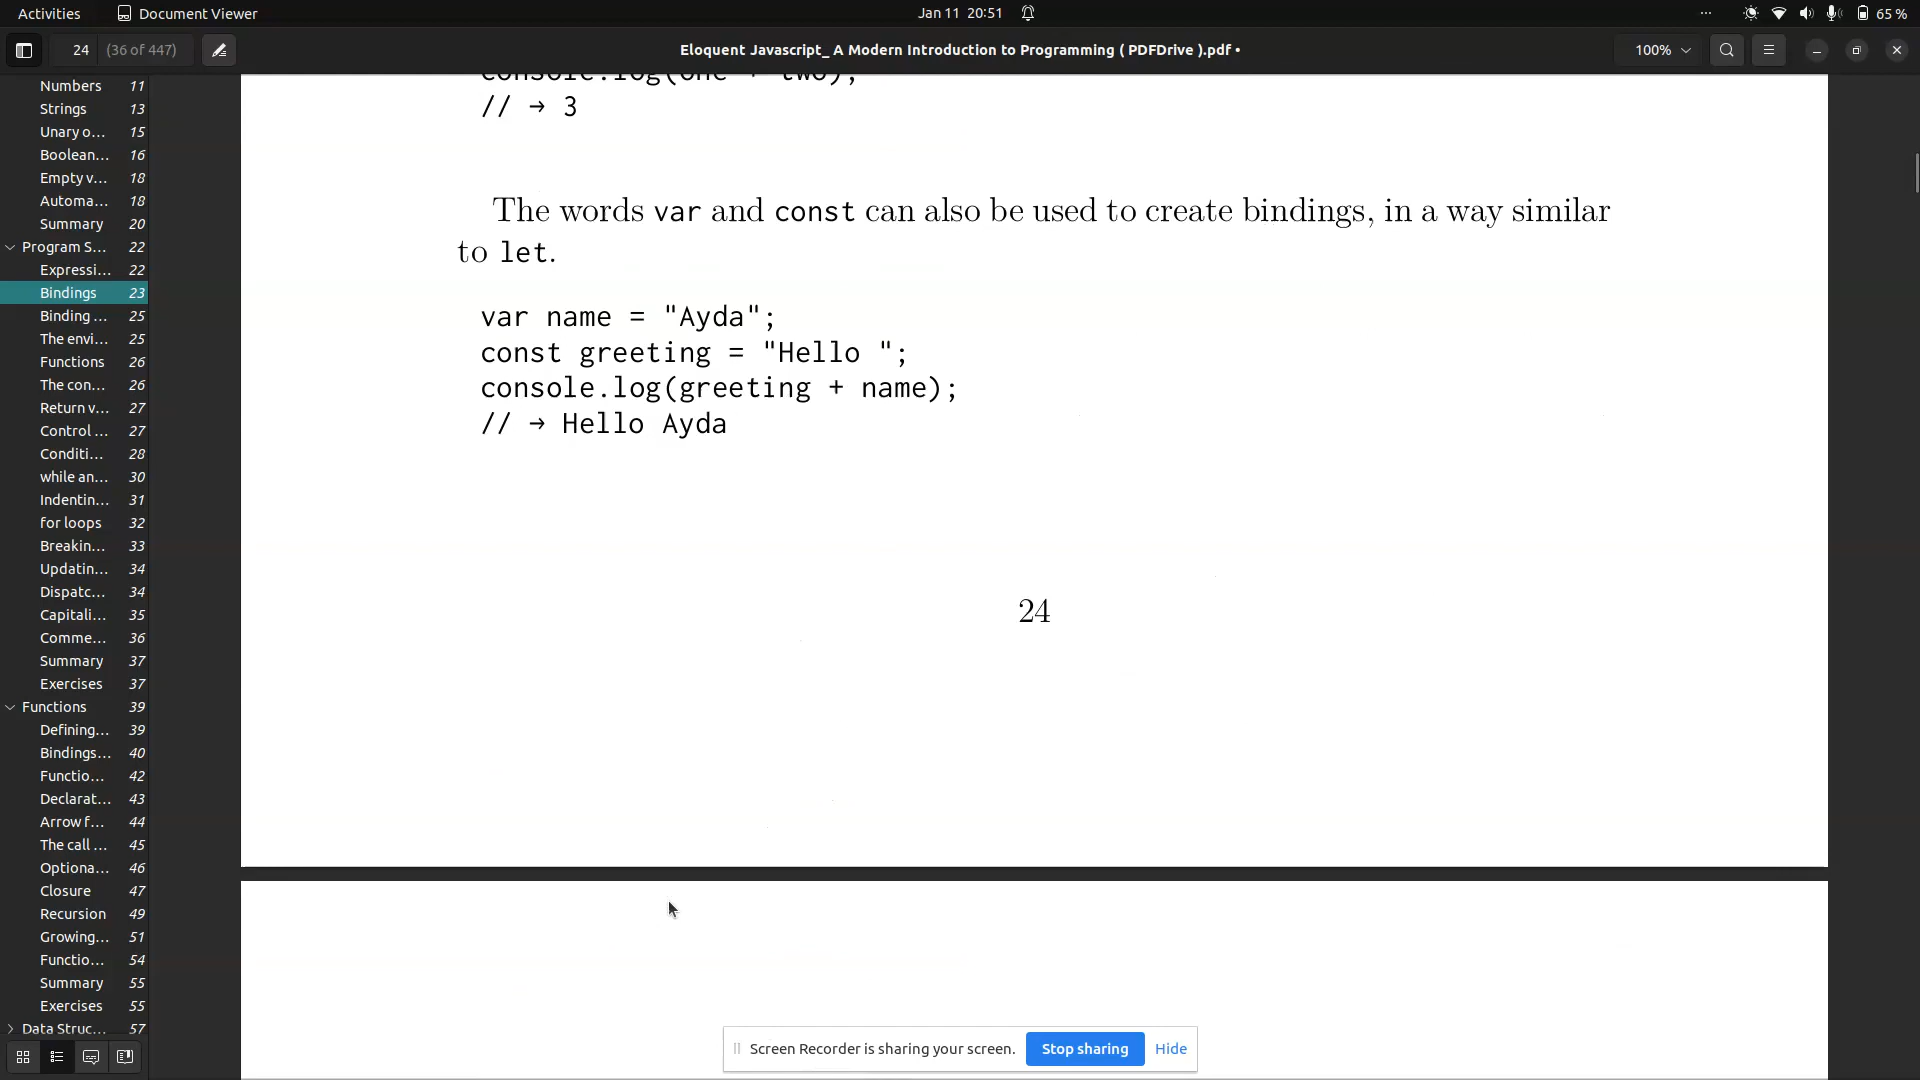 Activities Document Viewer Jan 11 20:51 ... 65 %
24 (36 of 447) Eloquent Javascript_ A Modern Introduction to Programming ( PDFDrive ).pdf • 100%
Numbers 11
Strings 13
Unary o... 15
Boolean... 16
Empty v... 18
Automa... 18
Summary 20
Program S... 22
Expressi... 22
Bindings 23
Binding ... 25
The envi... 25
Functions 26
The con... 26
Return v... 27
Control ... 27
Conditi... 28
while an... 30
Indentin... 31
for loops 32
Breakin... 33
Updatin... 34
Dispatc... 34
Capitali... 35
Comme... 36
Summary 37
Exercises 37
Functions 39
Defining... 39
Bindings... 40
Functio... 42
Declarat... 43
Arrow f... 44
The call ... 45
Optiona... 46
Closure 47
Recursion 49
Growing... 51
Functio... 54
Summary 55
Exercises 55
Data Struc... 57
console.log(one + two);
// → 3
The words var and const can also be used to create bindings, in a way similar
to let.
var name = "Ayda";
const greeting = "Hello ";
console.log(greeting + name);
// → Hello Ayda
24
Screen Recorder is sharing your screen. Stop sharing Hide